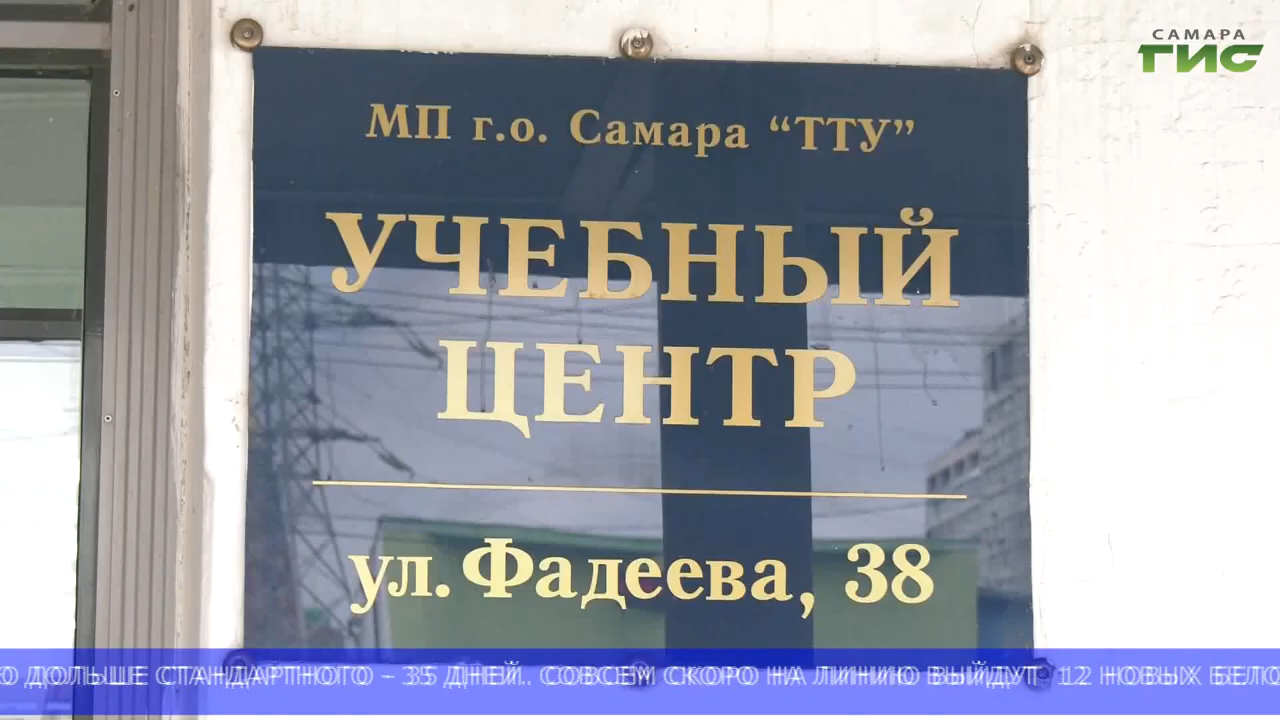 САМАРА
ГИС
МП г.о. Самара “ТТУ”
УЧЕБНЫЙ
ЦЕНТР
ул. Фадеева, 38
ДОЛЬШЕ СТАНДАРТНОГО - 35 ДНЕЙ. СОВСЕМ СКОРО НА ЛИНИЮ ВЫЙДУТ 12 НОВЫХ